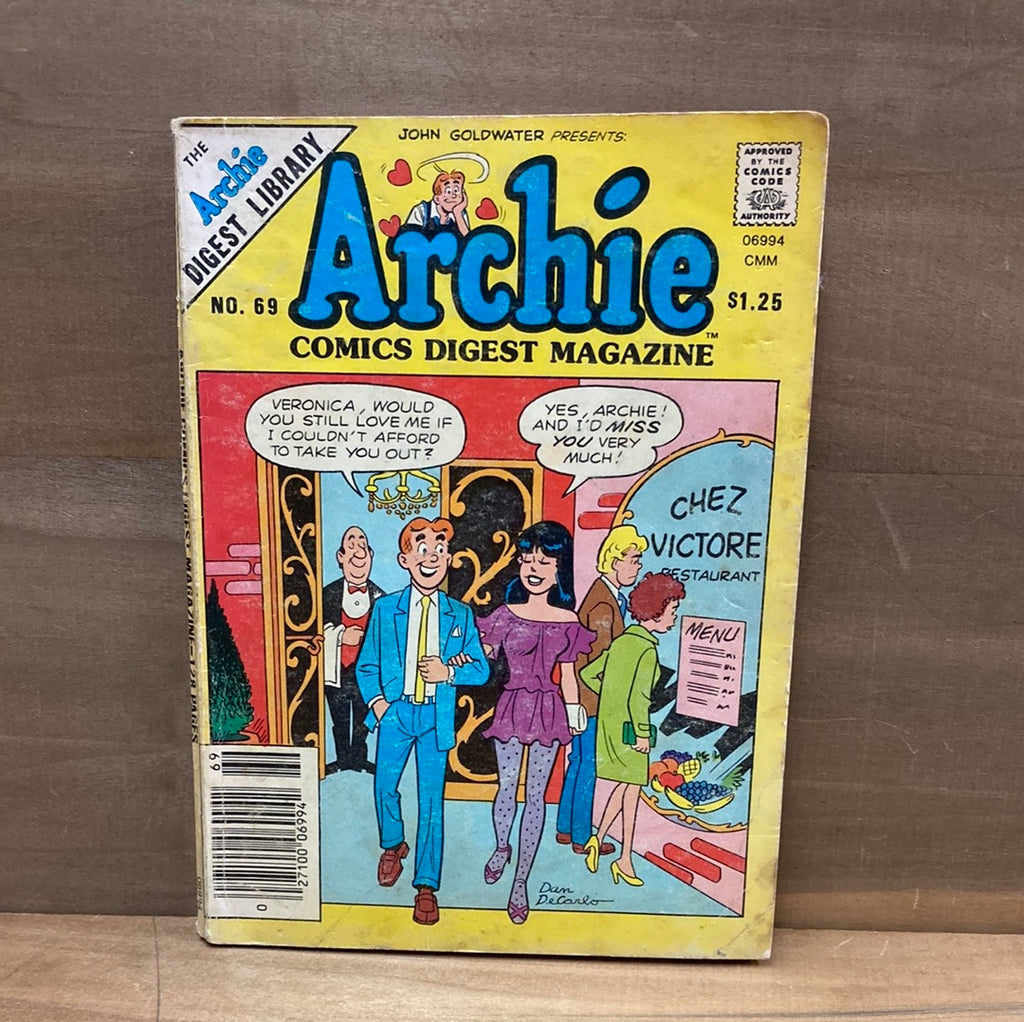 JOHN GOLDWATER PRESENTS:
THE
Archie
DIGEST LIBRARY
APPROVED
BY THE
COMICS
CODE
AUTHORITY
06994
CMM
Archie
TM
NO. 69
$1.25
COMICS DIGEST MAGAZINE
VERONICA, WOULD
YOU STILL LOVE ME IF
I COULDN'T AFFORD
TO TAKE YOU OUT?
YES, ARCHIE!
AND I'D MISS
YOU VERY
MUCH!
CHEZ
VICTORE
RESTAURANT
MENU
69
27100 06994
0
Dan
DeCarlo